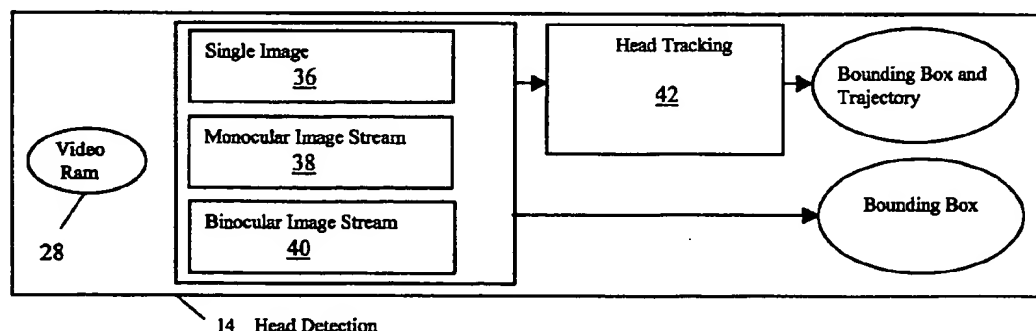 Single Image
36
Monocular Image Stream
38
Binocular Image Stream
40
Head Tracking
42
Bounding Box and
Trajectory
Bounding Box
Video
Ram
28
14 Head Detection